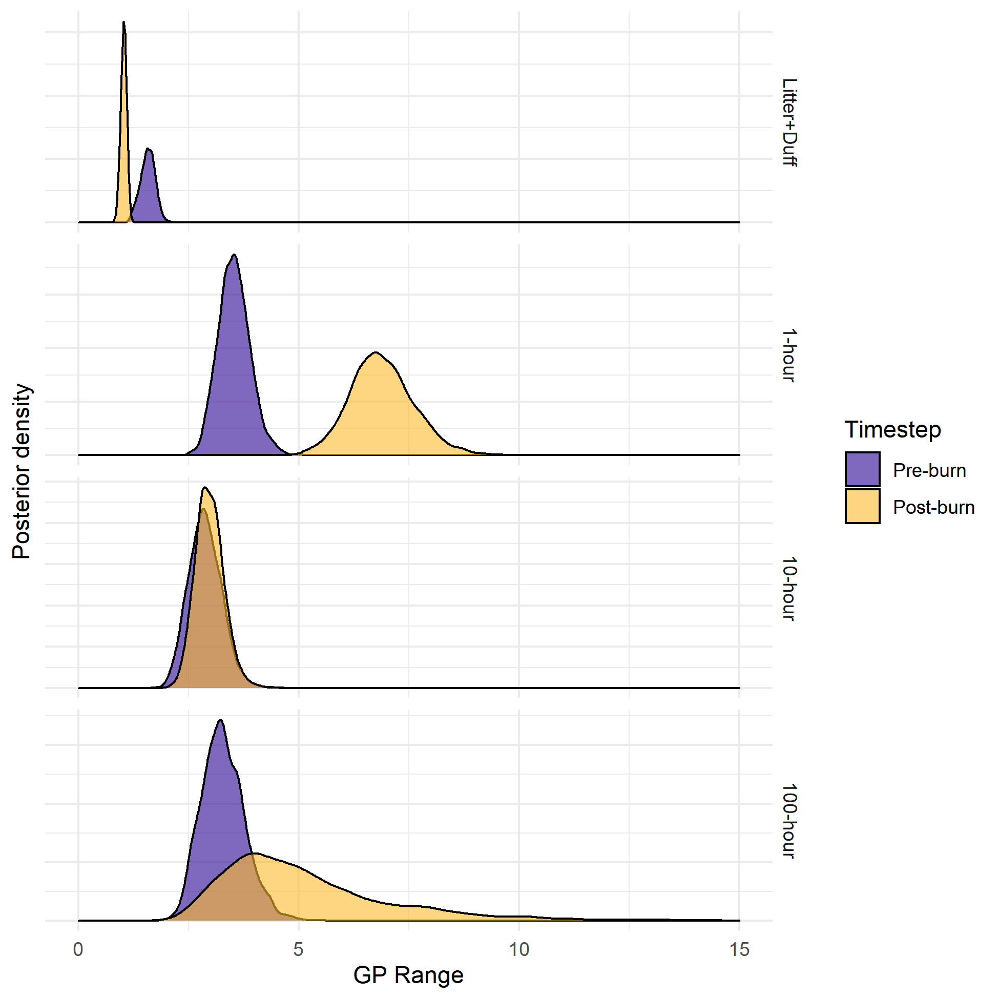 Litter+Duff
1-hour
10-hour
100-hour
Posterior density
0 5 10 15
GP Range
Timestep
Pre-burn
Post-burn